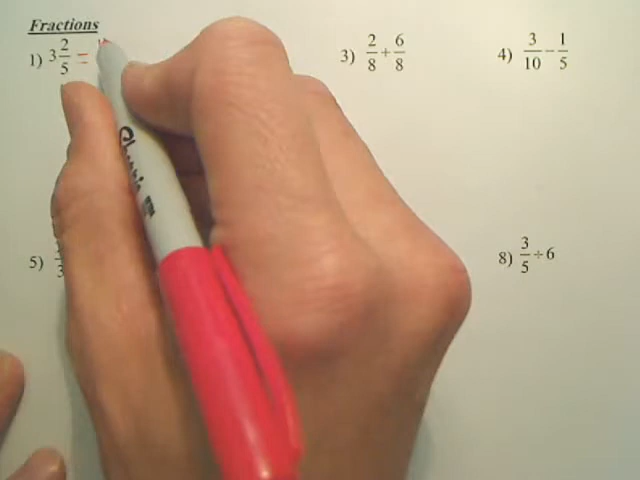 Fractions
1) 3 2/5 =
3) 2/8 ÷ 6/8
4) 3/10 − 1/5
5)
8) 3/5 ÷ 6
Sharpie